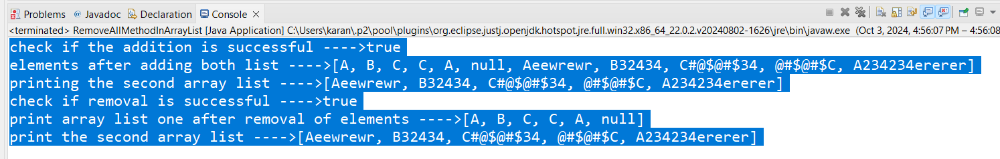 Problems @ Javadoc Declaration Console
<terminated> RemoveAllMethodInArrayList [Java Application] C:\Users\karan\.p2\pool\plugins\org.eclipse.justj.openjdk.hotspot.jre.full.win32.x86_64_22.0.2.v20240802-1626\jre\bin\javaw.exe (Oct 3, 2024, 4:56:07 PM – 4:56:08
check if the addition is successful ---->true
elements after adding both list ---->[A, B, C, C, A, null, Aeewrewr, B32434, C#@$@#$34, @#$@#$C, A234234ererer]
printing the second array list ---->[Aeewrewr, B32434, C#@$@#$34, @#$@#$C, A234234ererer]
check if removal is successful ---->true
print array list one after removal of elements ---->[A, B, C, C, A, null]
print the second array list ---->[Aeewrewr, B32434, C#@$@#$34, @#$@#$C, A234234ererer]